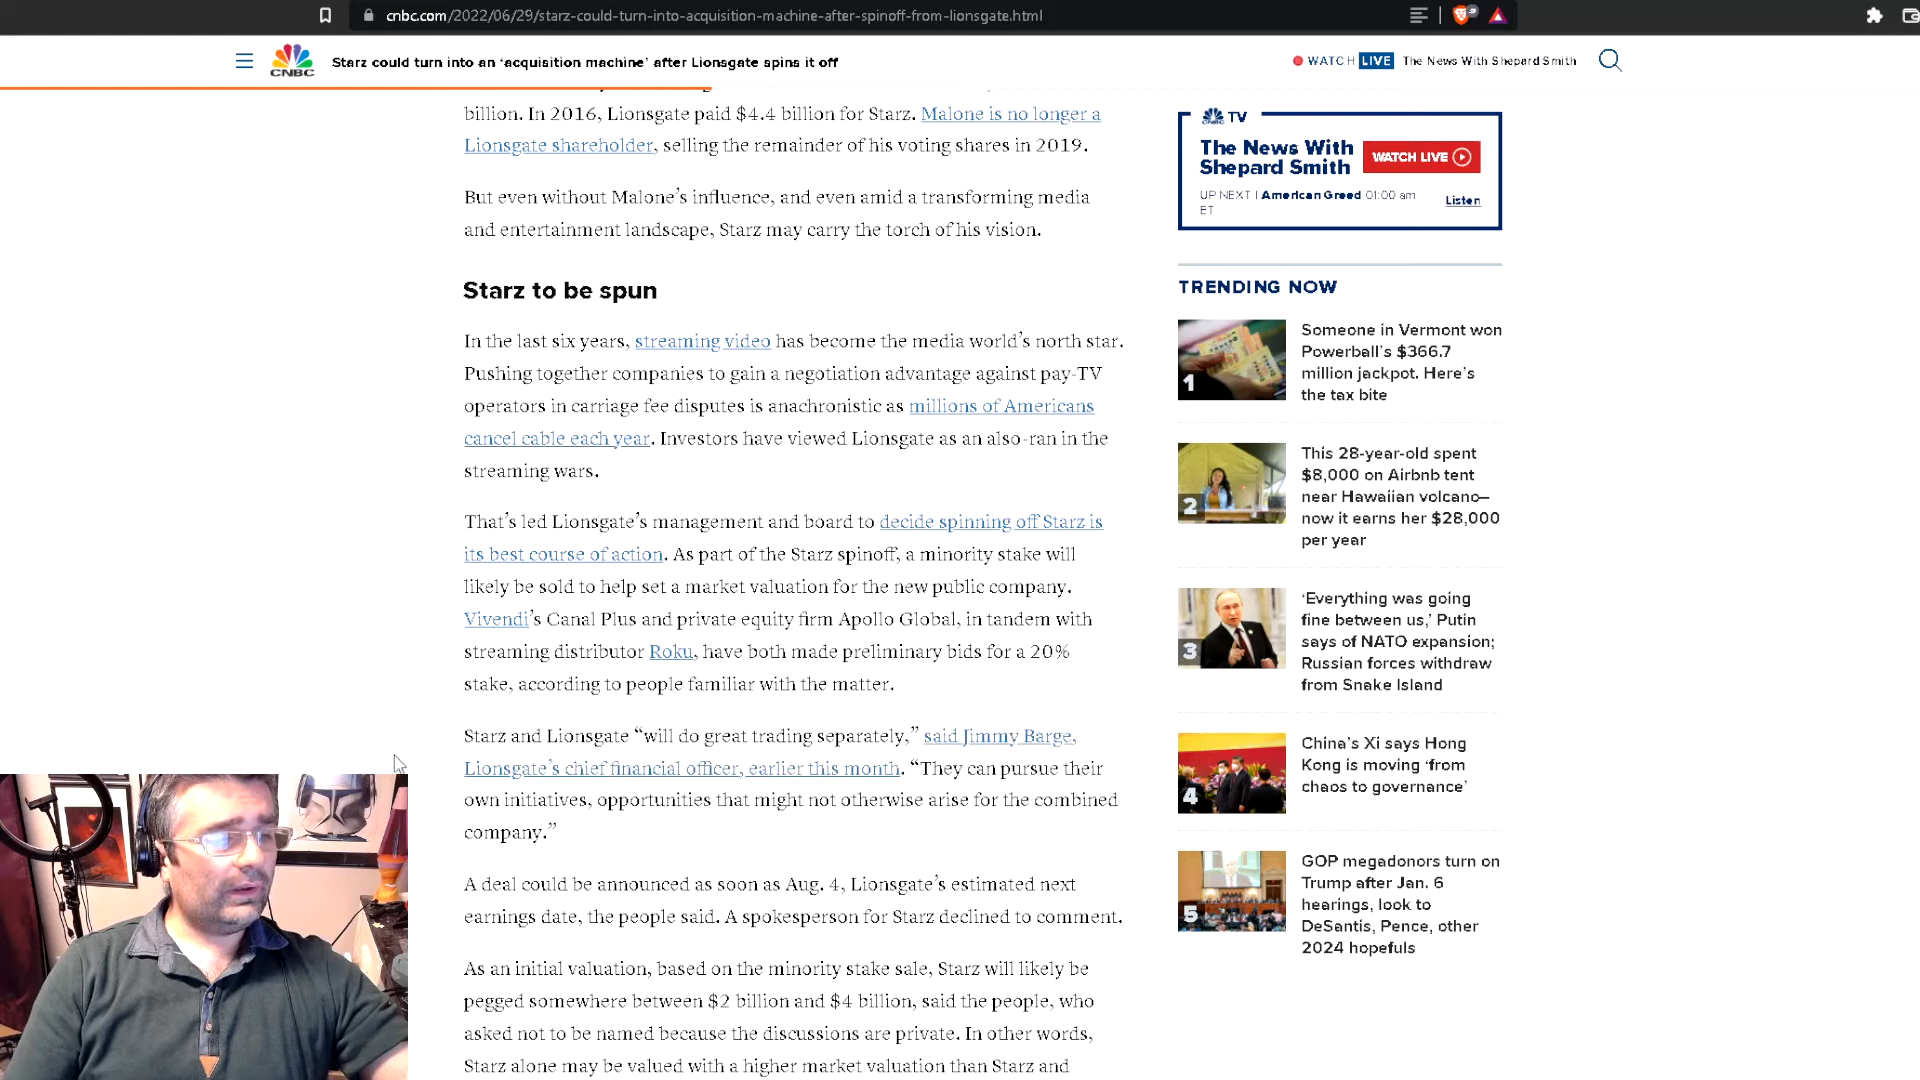 cnbc.com/2022/06/29/starz-could-turn-into-acquisition-machine-after-spinoff-from-lionsgate.html
CNBC
Starz could turn into an ‘acquisition machine’ after Lionsgate spins it off
WATCH LIVE The News With Shepard Smith
billion. In 2016, Lionsgate paid $4.4 billion for Starz. Malone is no longer a
Lionsgate shareholder, selling the remainder of his voting shares in 2019.
But even without Malone’s influence, and even amid a transforming media
and entertainment landscape, Starz may carry the torch of his vision.
Starz to be spun
In the last six years, streaming video has become the media world’s north star.
Pushing together companies to gain a negotiation advantage against pay-TV
operators in carriage fee disputes is anachronistic as millions of Americans
cancel cable each year. Investors have viewed Lionsgate as an also-ran in the
streaming wars.
That’s led Lionsgate’s management and board to decide spinning off Starz is
its best course of action. As part of the Starz spinoff, a minority stake will
likely be sold to help set a market valuation for the new public company.
Vivendi’s Canal Plus and private equity firm Apollo Global, in tandem with
streaming distributor Roku, have both made preliminary bids for a 20%
stake, according to people familiar with the matter.
Starz and Lionsgate “will do great trading separately,” said Jimmy Barge,
Lionsgate’s chief financial officer, earlier this month. “They can pursue their
own initiatives, opportunities that might not otherwise arise for the combined
company.”
A deal could be announced as soon as Aug. 4, Lionsgate’s estimated next
earnings date, the people said. A spokesperson for Starz declined to comment.
As an initial valuation, based on the minority stake sale, Starz will likely be
pegged somewhere between $2 billion and $4 billion, said the people, who
asked not to be named because the discussions are private. In other words,
Starz alone may be valued with a higher market valuation than Starz and
TV
The News With
Shepard Smith
WATCH LIVE
UP NEXT | American Greed 01:00 am
ET
Listen
TRENDING NOW
1
Someone in Vermont won
Powerball’s $366.7
million jackpot. Here’s
the tax bite
2
This 28-year-old spent
$8,000 on Airbnb tent
near Hawaiian volcano—
now it earns her $28,000
per year
3
‘Everything was going
fine between us,’ Putin
says of NATO expansion;
Russian forces withdraw
from Snake Island
4
China’s Xi says Hong
Kong is moving ‘from
chaos to governance’
5
GOP megadonors turn on
Trump after Jan. 6
hearings, look to
DeSantis, Pence, other
2024 hopefuls